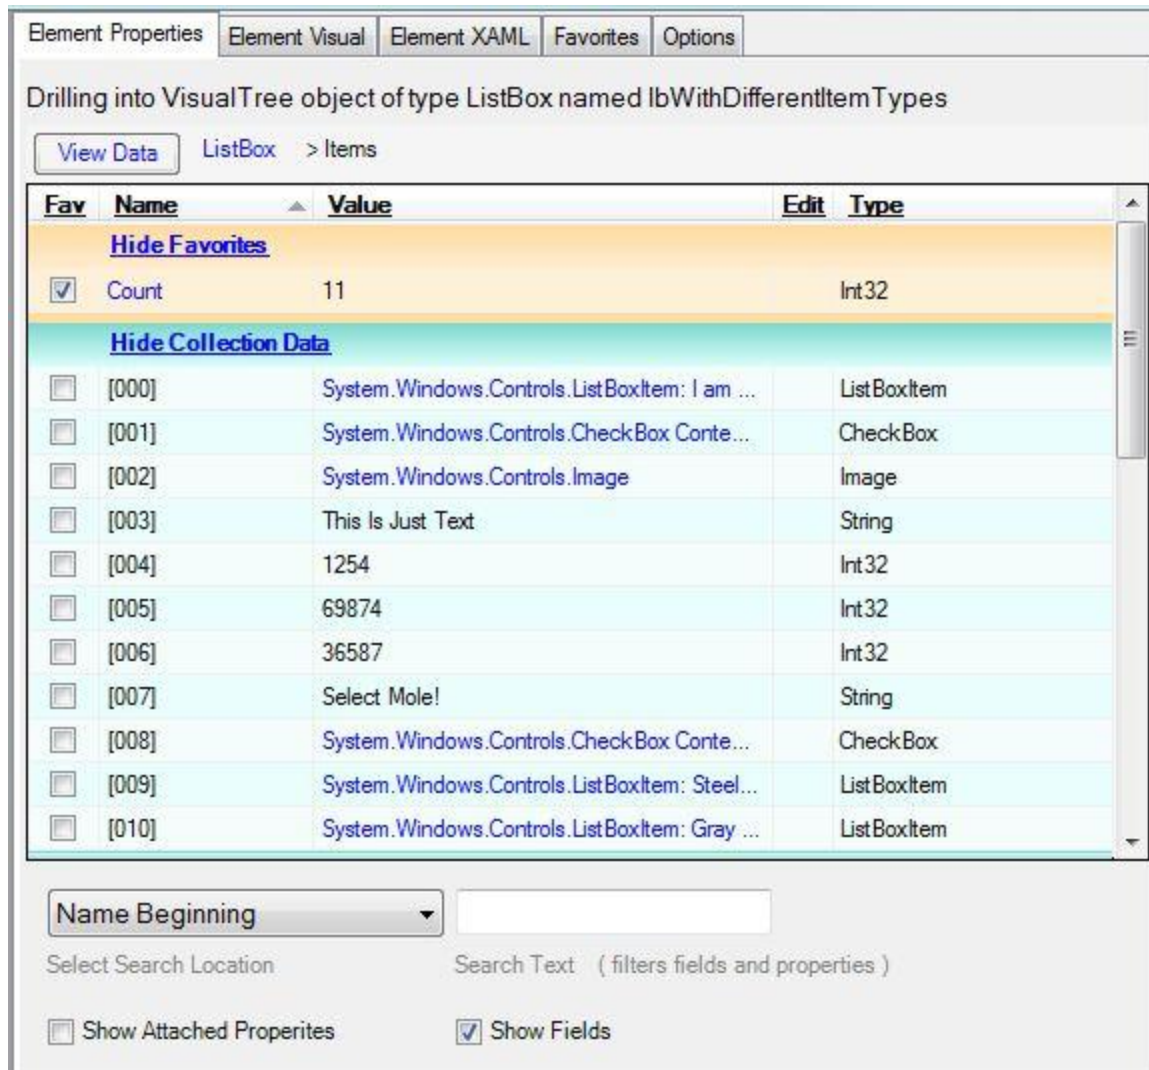 Element Properties Element Visual Element XAML Favorites Options
Drilling into VisualTree object of type ListBox named lbWithDifferentItemTypes
View Data ListBox > Items
Fav Name Value Edit Type
Hide Favorites
Count 11 Int32
Hide Collection Data
[000] System.Windows.Controls.ListBoxItem: I am ... ListBoxItem
[001] System.Windows.Controls.CheckBox Conte... CheckBox
[002] System.Windows.Controls.Image Image
[003] This Is Just Text String
[004] 1254 Int32
[005] 69874 Int32
[006] 36587 Int32
[007] Select Mole! String
[008] System.Windows.Controls.CheckBox Conte... CheckBox
[009] System.Windows.Controls.ListBoxItem: Steel... ListBoxItem
[010] System.Windows.Controls.ListBoxItem: Gray ... ListBoxItem
Name Beginning
Select Search Location Search Text ( filters fields and properties )
Show Attached Properites Show Fields